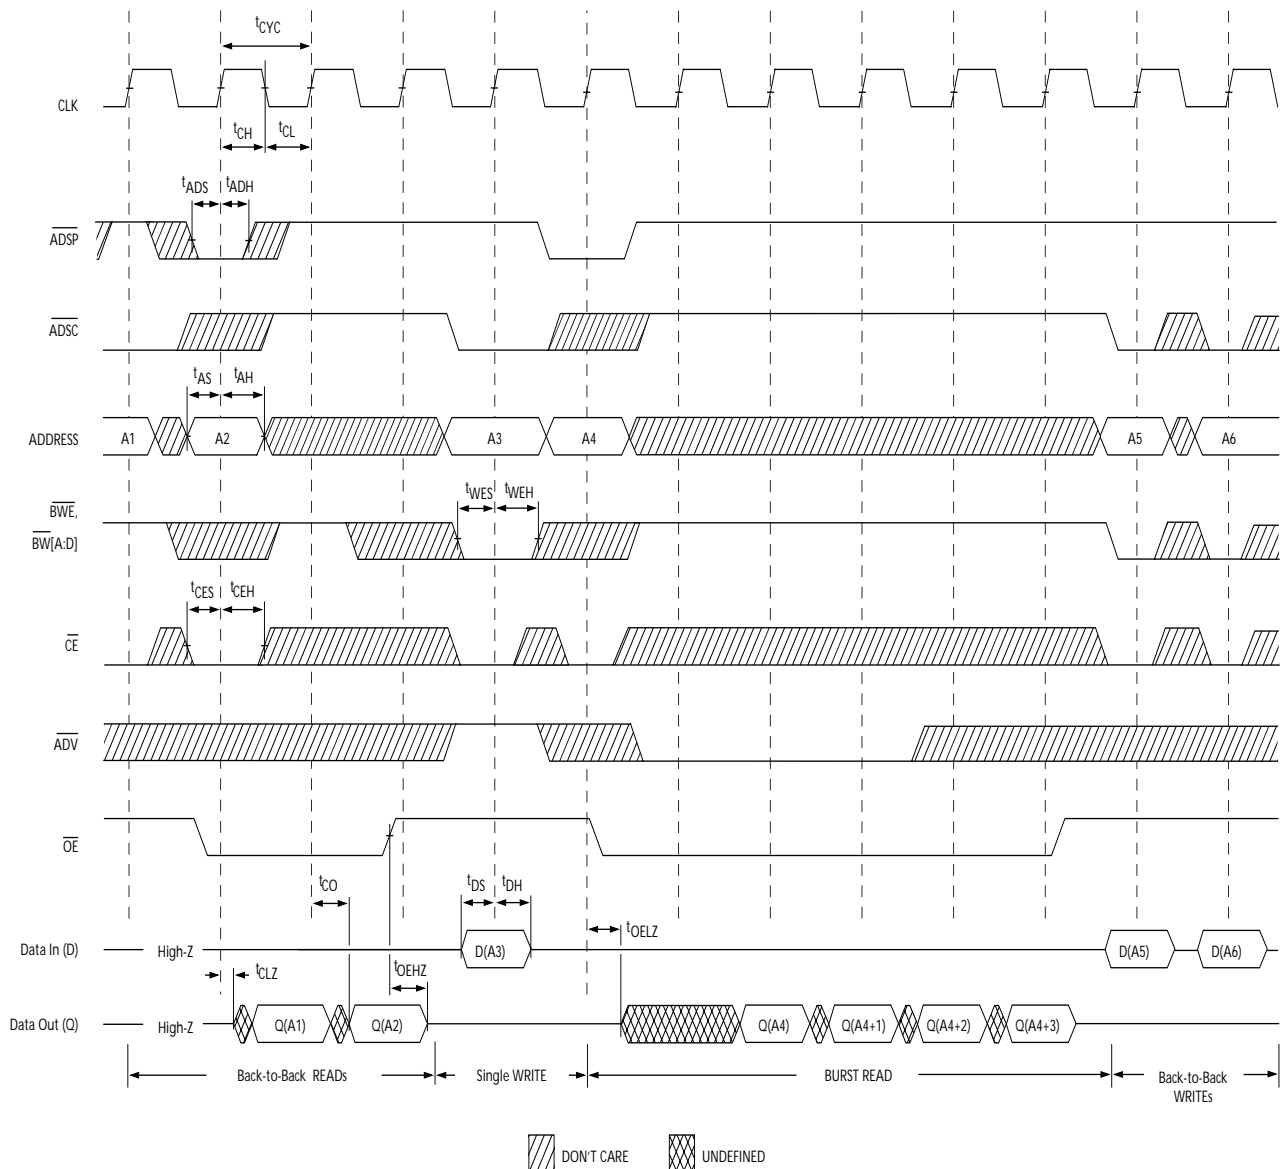 tCYC
CLK
tCH
tCL
tADS
tADH
ADSP
ADSC
tAS
tAH
ADDRESS
A1
A2
A3
A4
A5
A6
BWE,
tWES
tWEH
BW[A:D]
tCES
tCEH
CE
ADV
OE
tCO
tDS
tDH
tOELZ
Data In (D)
High-Z
D(A3)
D(A5)
D(A6)
tCLZ
tOEHZ
Data Out (Q)
High-Z
Q(A1)
Q(A2)
Q(A4)
Q(A4+1)
Q(A4+2)
Q(A4+3)
Back-to-Back READs
Single WRITE
BURST READ
Back-to-Back
WRITEs
DON'T CARE
UNDEFINED